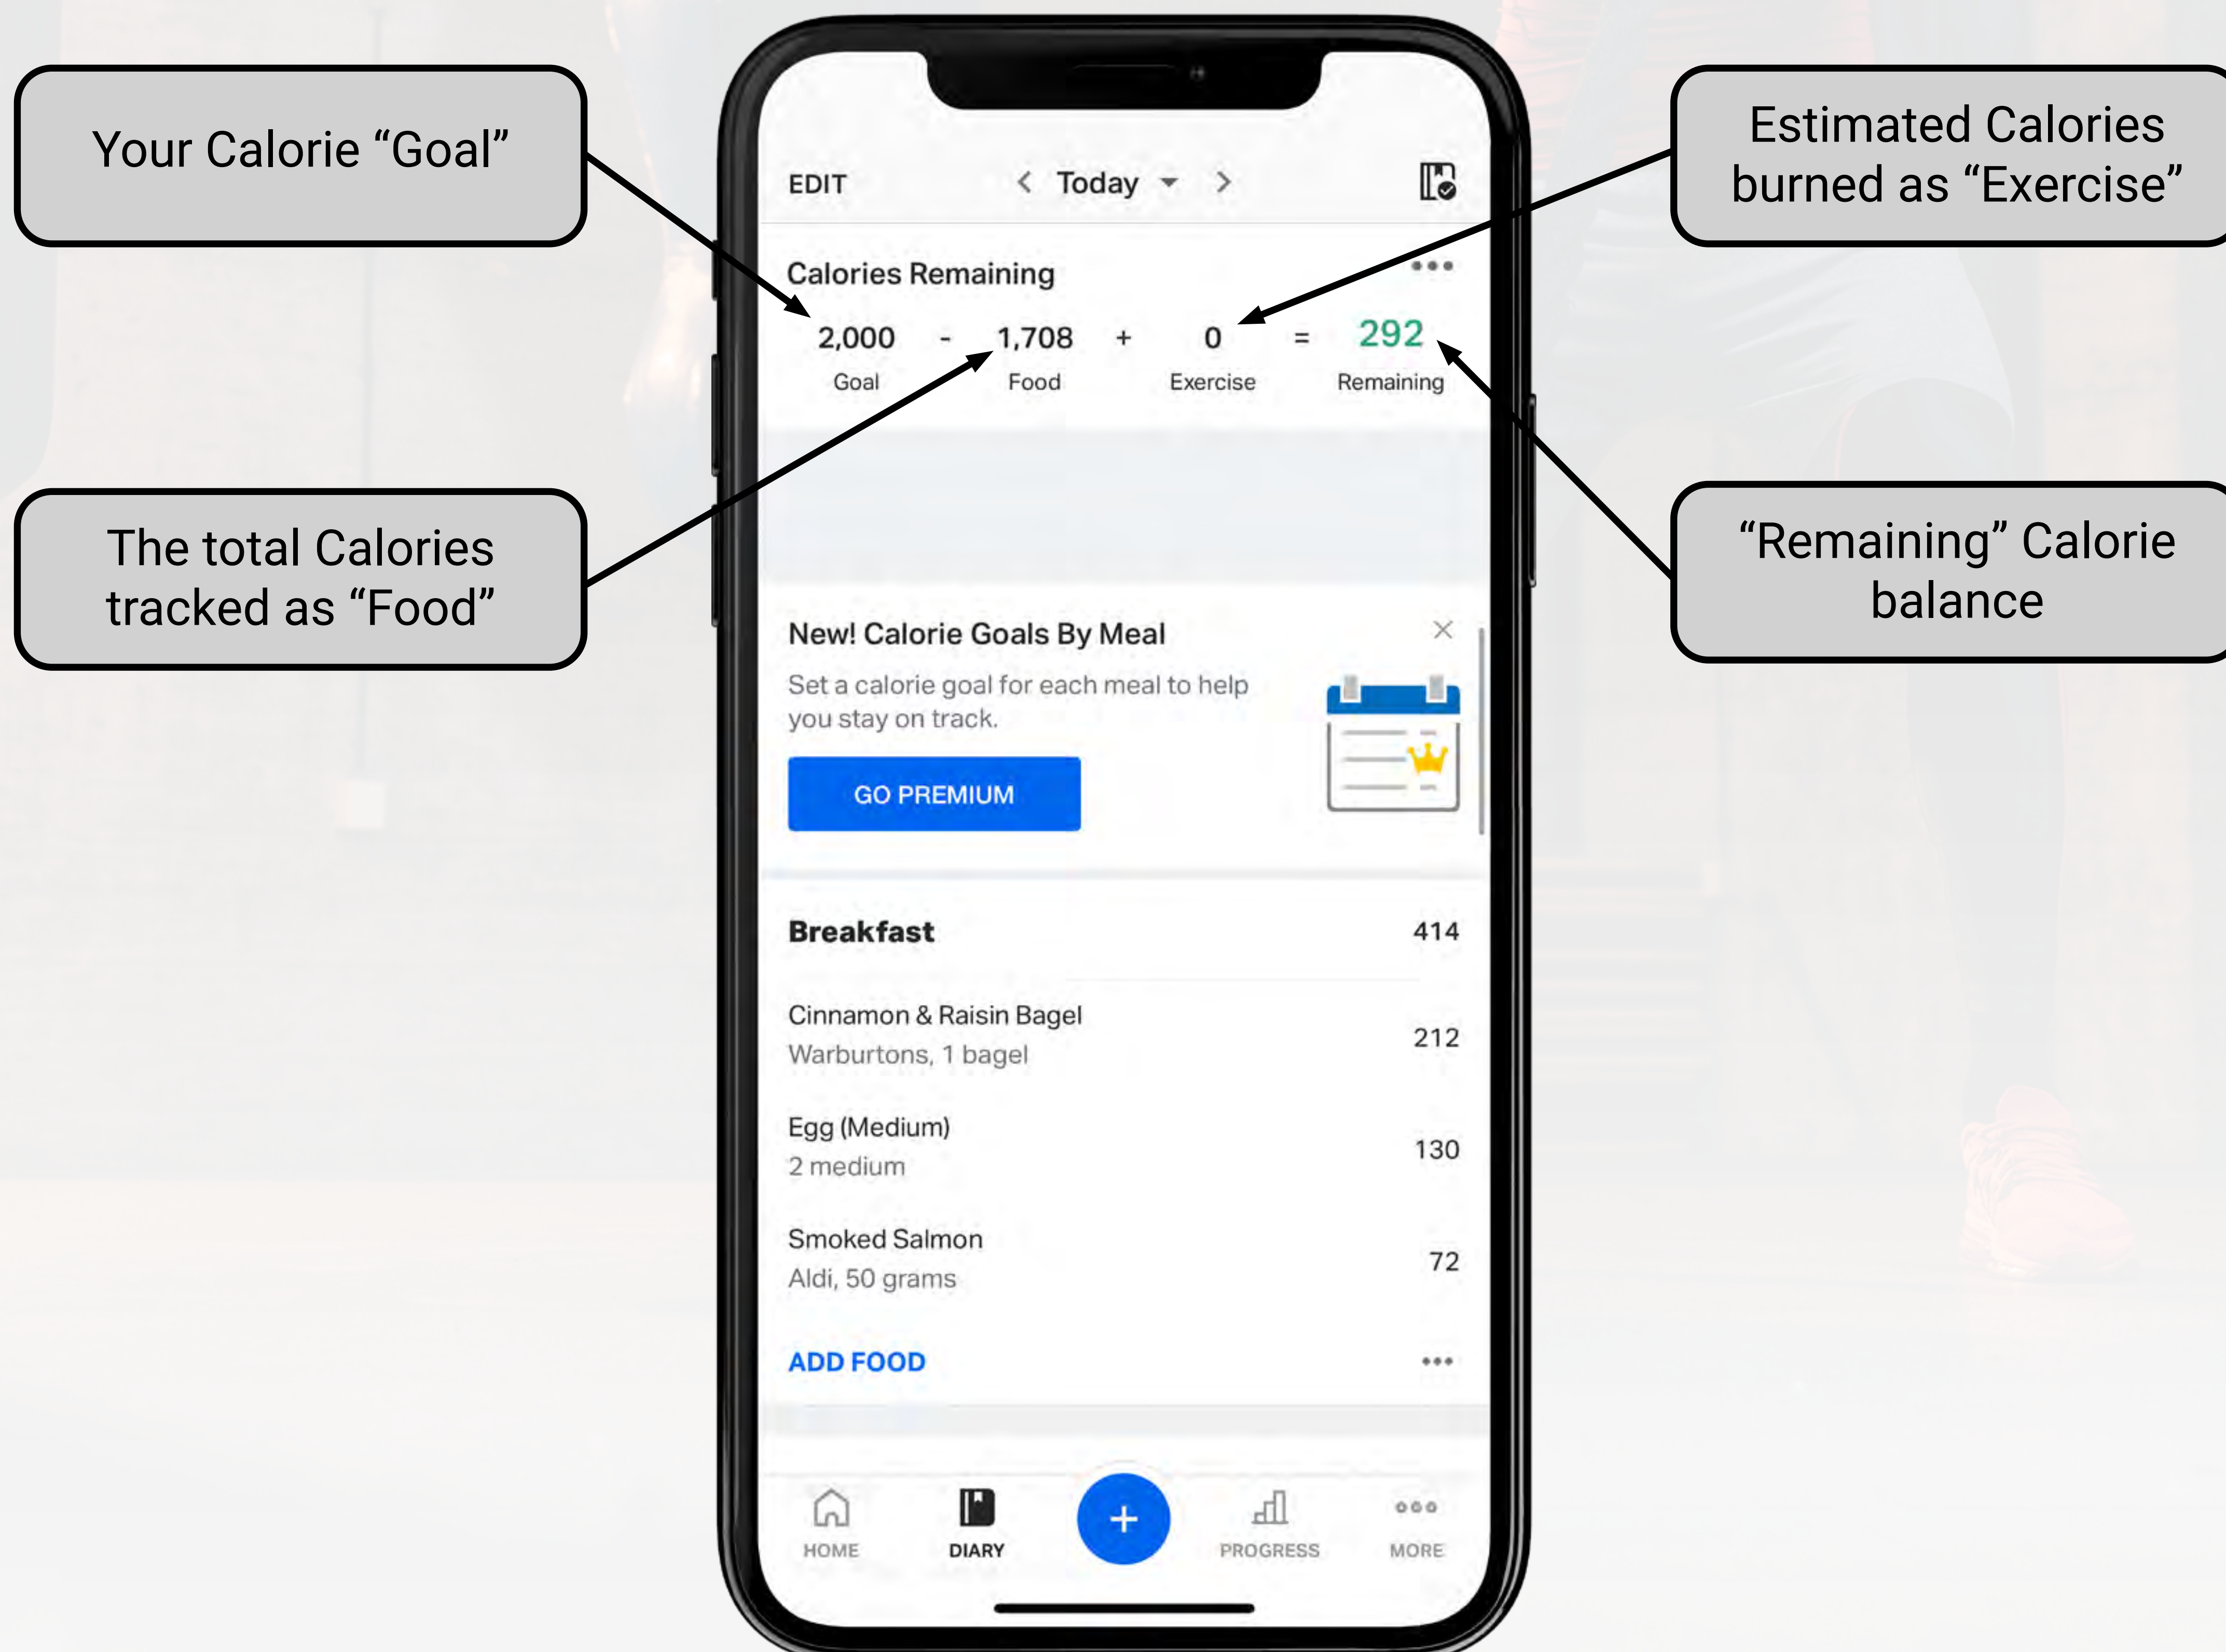 Your Calorie “Goal”
Estimated Calories
burned as “Exercise”
The total Calories
tracked as “Food”
“Remaining” Calorie
balance
EDIT < Today >
Calories Remaining
2,000 - 1,708 + 0 = 292
Goal Food Exercise Remaining
New! Calorie Goals By Meal
Set a calorie goal for each meal to help
you stay on track.
GO PREMIUM
Breakfast 414
Cinnamon & Raisin Bagel
Warburtons, 1 bagel 212
Egg (Medium)
2 medium 130
Smoked Salmon
Aldi, 50 grams 72
ADD FOOD
+
HOME DIARY PROGRESS MORE